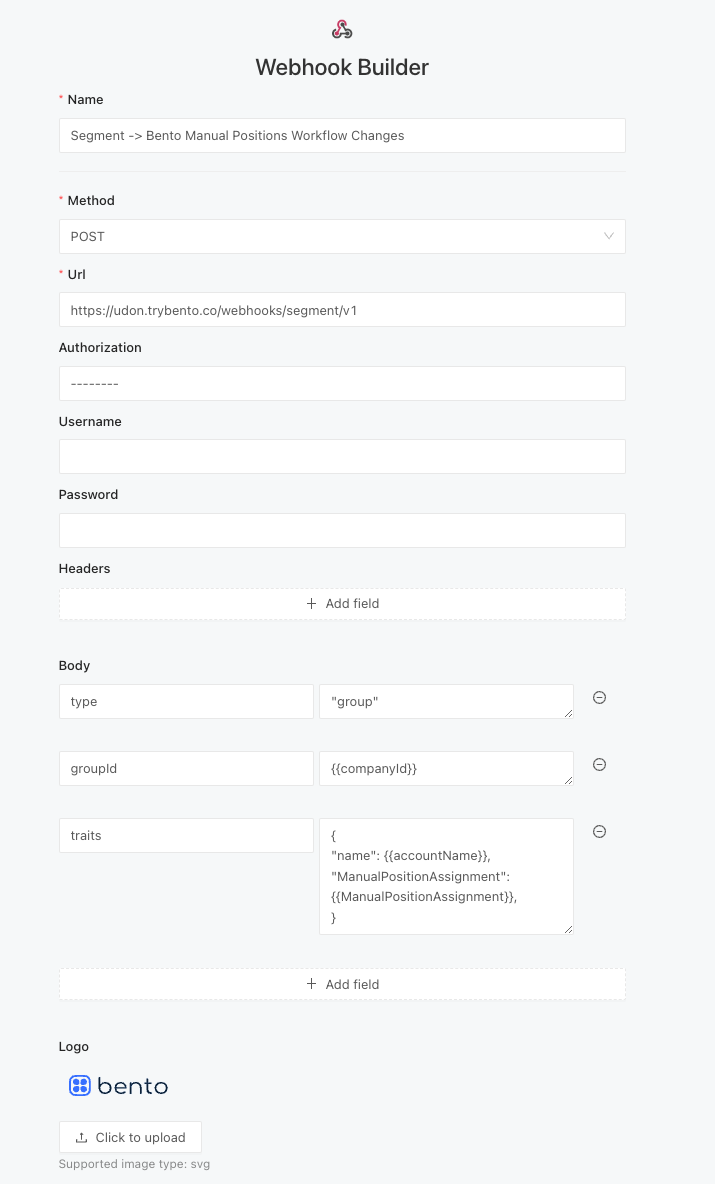 Webhook Builder
* Name
Segment -> Bento Manual Positions Workflow Changes
* Method
POST
* Url
https://udon.trybento.co/webhooks/segment/v1
Authorization
--------
Username
Password
Headers
+ Add field
Body
type
"group"
groupId
{{companyId}}
traits
{
"name": {{accountName}},
"ManualPositionAssignment":
{{ManualPositionAssignment}},
}
+ Add field
Logo
bento
Click to upload
Supported image type: svg